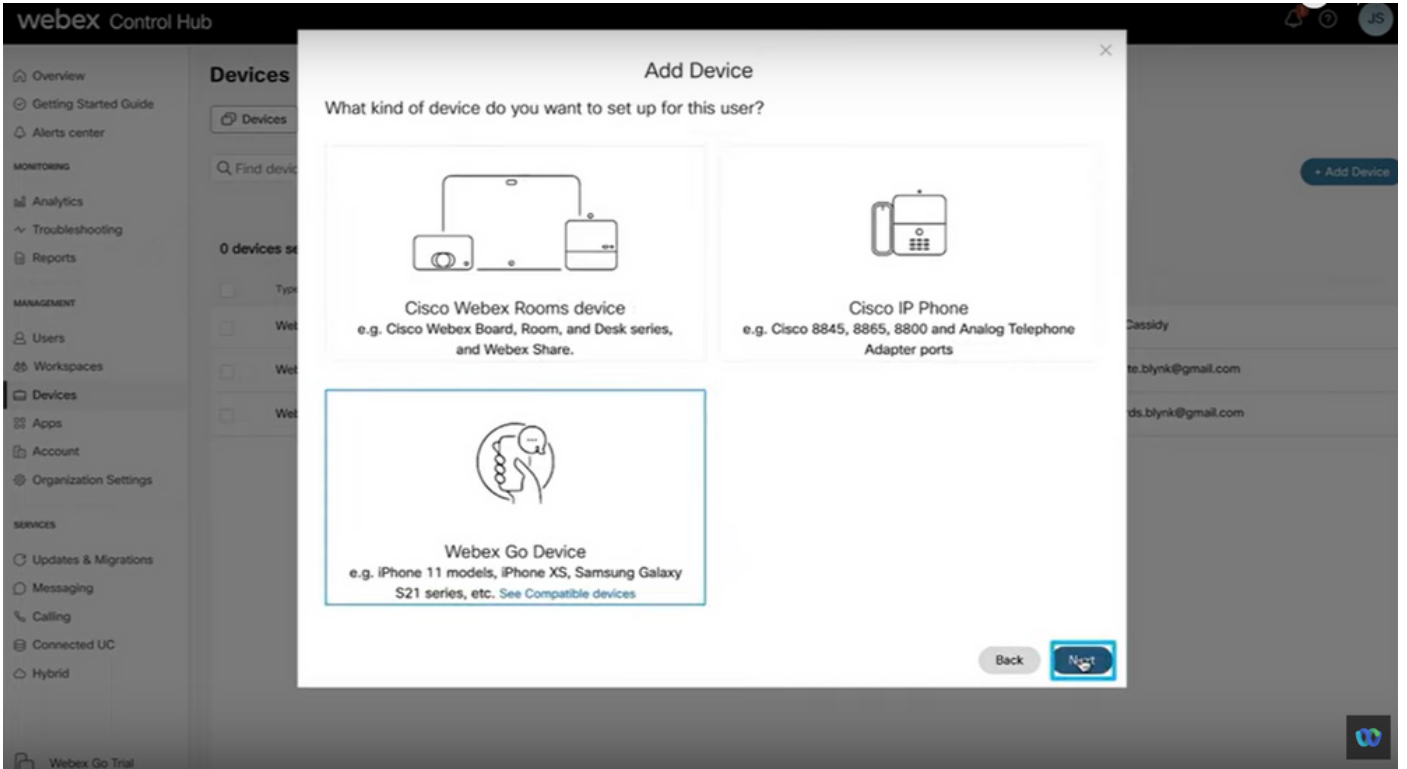 webex Control Hub
JS
Overview
Getting Started Guide
Alerts center
MONITORING
Analytics
Troubleshooting
Reports
MANAGEMENT
Users
Workspaces
Devices
Apps
Account
Organization Settings
SERVICES
Updates & Migrations
Messaging
Calling
Connected UC
Hybrid
Webex Go Trial
Devices
Devices
Find devic
+ Add Device
0 devices se
Type
Web
Web
Web
Cassidy
te.blynk@gmail.com
rds.blynk@gmail.com
Add Device
What kind of device do you want to set up for this user?
Cisco Webex Rooms device
e.g. Cisco Webex Board, Room, and Desk series,
and Webex Share.
Cisco IP Phone
e.g. Cisco 8845, 8865, 8800 and Analog Telephone
Adapter ports
Webex Go Device
e.g. iPhone 11 models, iPhone XS, Samsung Galaxy
S21 series, etc. See Compatible devices
Back
Next